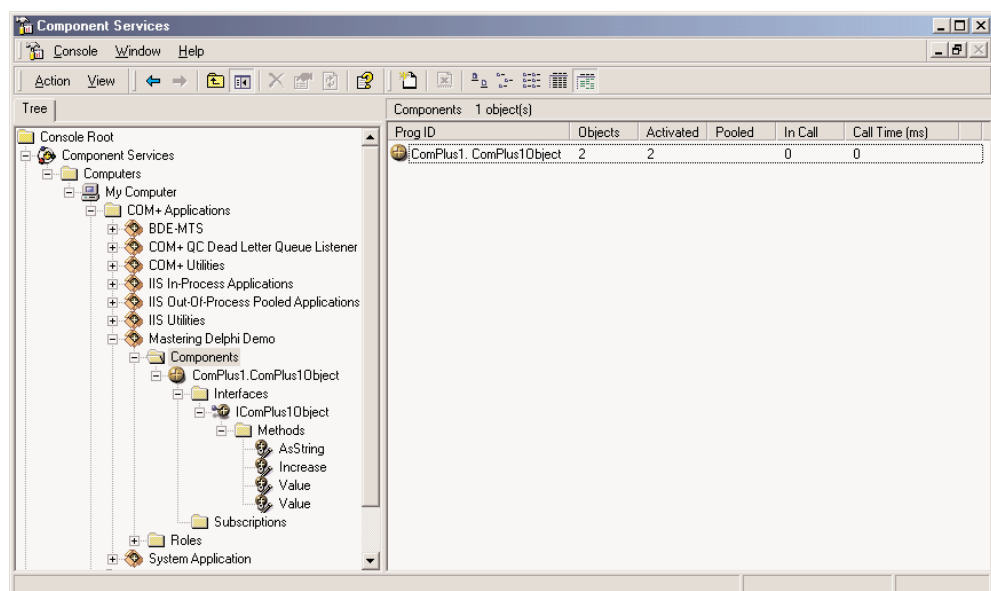 Component Services
Console Window Help
Action View
Tree
Components 1 object(s)
Console Root
Component Services
Computers
My Computer
COM+ Applications
BDE-MTS
COM+ QC Dead Letter Queue Listener
COM+ Utilities
IIS In-Process Applications
IIS Out-Of-Process Pooled Applications
IIS Utilities
Mastering Delphi Demo
Components
ComPlus1.ComPlus1Object
Interfaces
IComPlus1Object
Methods
AsString
Increase
Value
Value
Subscriptions
Roles
System Application
Prog ID Objects Activated Pooled In Call Call Time (ms)
ComPlus1. ComPlus1Object 2 2 0 0